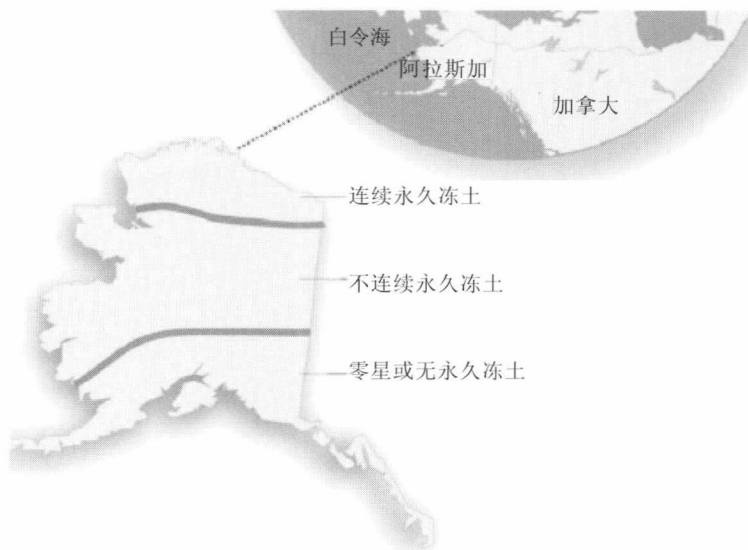 白令海
阿拉斯加
加拿大
连续永久冻土
不连续永久冻土
零星或无永久冻土